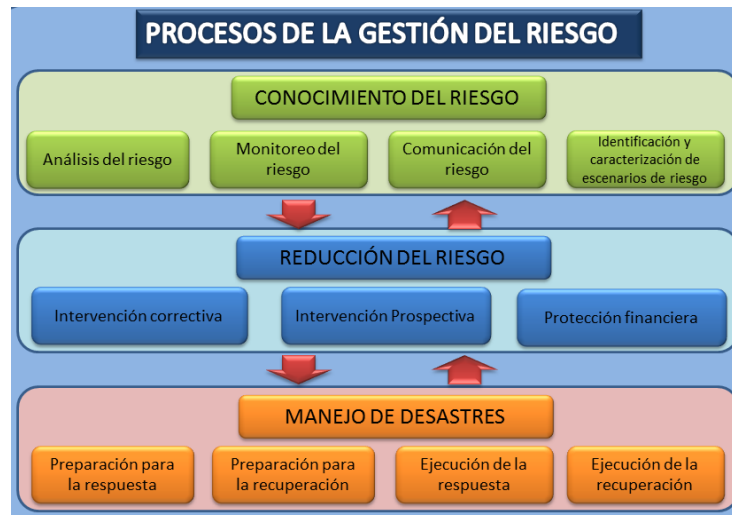 PROCESOS DE LA GESTIÓN DEL RIESGO
CONOCIMIENTO DEL RIESGO
Análisis del riesgo
Monitoreo del
riesgo
Comunicación del
riesgo
Identificación y
caracterización de
escenarios de riesgo
REDUCCIÓN DEL RIESGO
Intervención correctiva
Intervención Prospectiva
Protección financiera
MANEJO DE DESASTRES
Preparación para
la respuesta
Preparación para
la recuperación
Ejecución de la
respuesta
Ejecución de la
recuperación